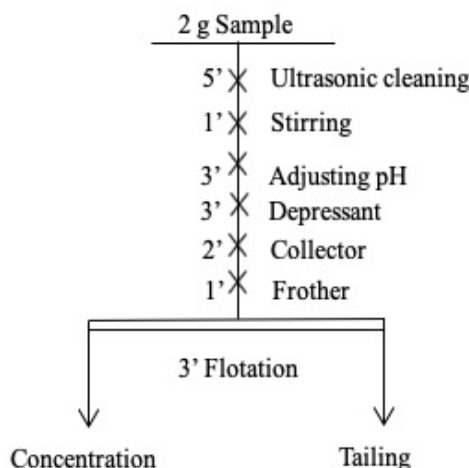 2 g Sample
5’ Ultrasonic cleaning
1’ Stirring
3’ Adjusting pH
3’ Depressant
2’ Collector
1’ Frother
3’ Flotation
Concentration Tailing